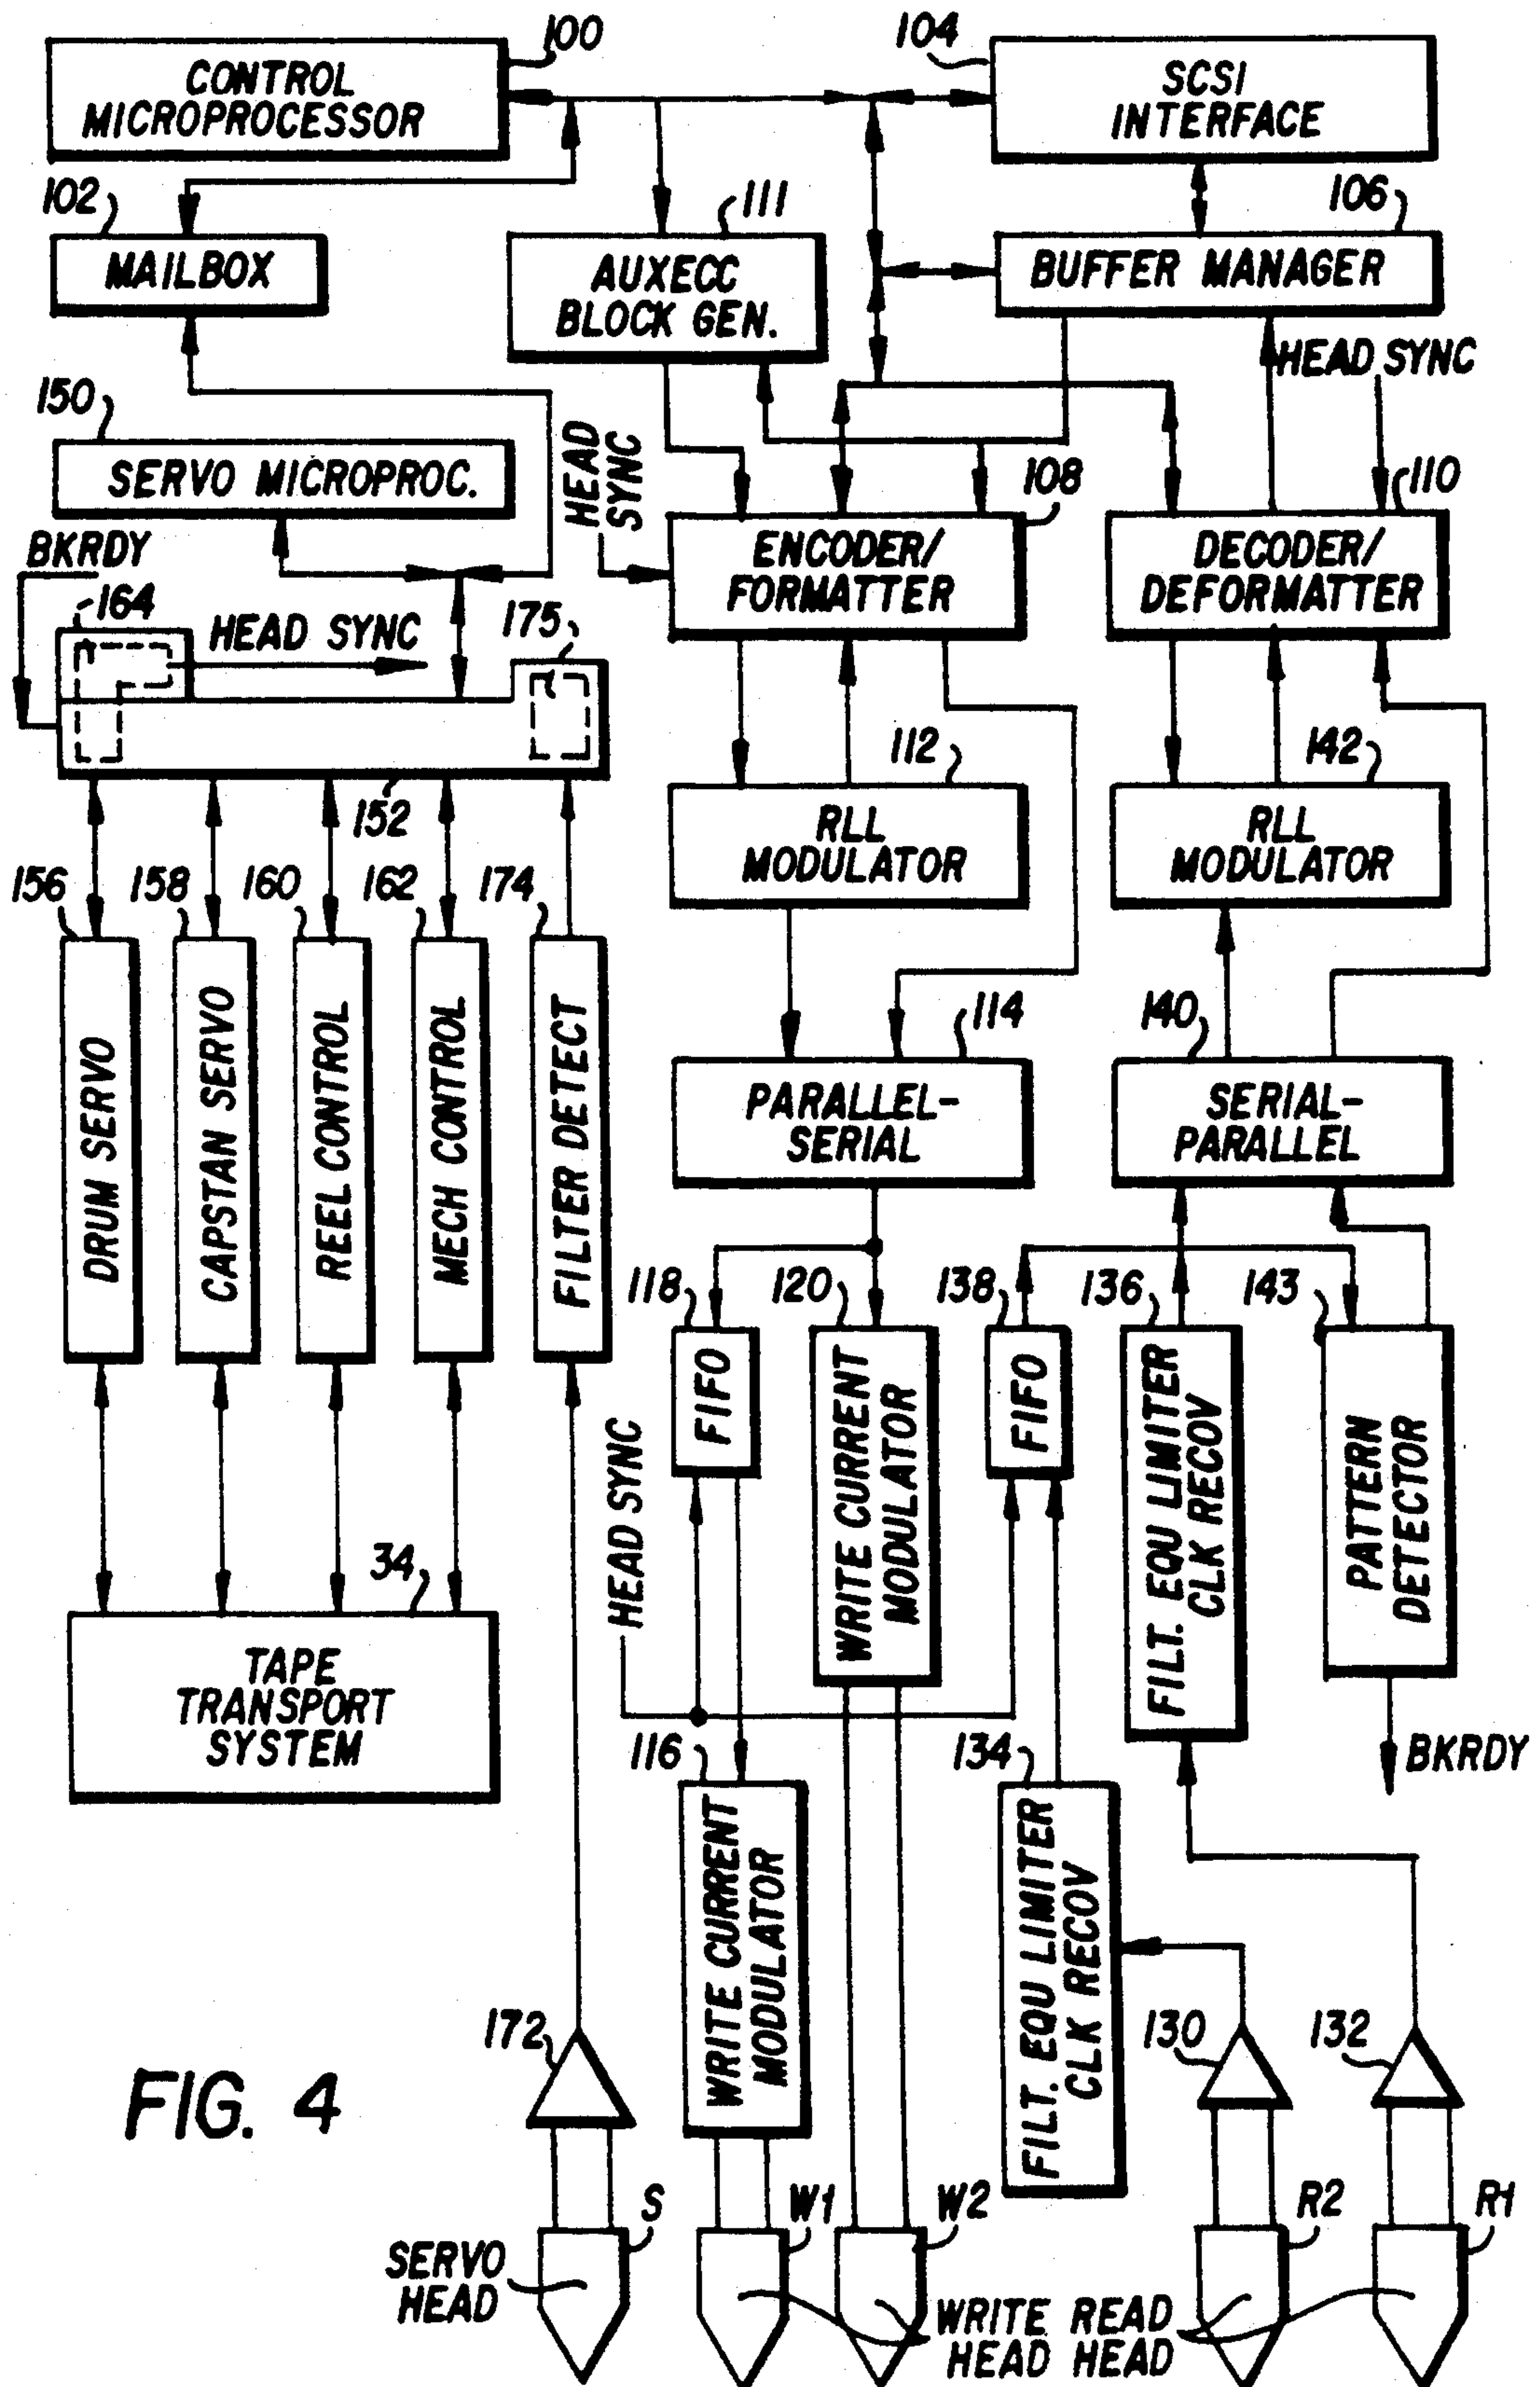 100
104
CONTROL
MICROPROCESSOR
SCSI
INTERFACE
102
111
106
MAILBOX
AUXECC
BLOCK GEN.
BUFFER MANAGER
HEAD SYNC
150
SERVO MICROPROC.
HEAD
SYNC
108
110
BKRDY
ENCODER/
FORMATTER
DECODER/
DEFORMATTER
164
HEAD SYNC
175
112
142
152
RLL
MODULATOR
RLL
MODULATOR
156
158
160
162
174
DRUM SERVO
CAPSTAN SERVO
REEL CONTROL
MECH CONTROL
FILTER DETECT
114
140
PARALLEL-
SERIAL
SERIAL-
PARALLEL
118
120
138
136
143
FIFO
WRITE CURRENT
MODULATOR
FIFO
FILT. EQU LIMITER
CLK RECOV
PATTERN
DETECTOR
HEAD SYNC
34
TAPE
TRANSPORT
SYSTEM
116
134
BKRDY
WRITE CURRENT
MODULATOR
FILT. EQU LIMITER
CLK RECOV
172
130
132
FIG. 4
S
W1
W2
R2
R1
SERVO
HEAD
WRITE
HEAD
READ
HEAD